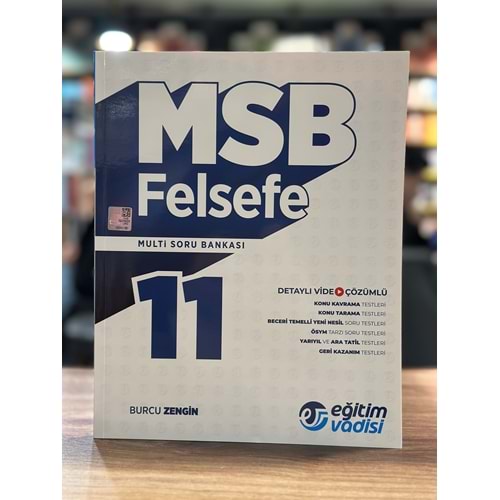 MSB
Felsefe
MULTİ SORU BANKASI
11
DETAYLI VİDEO ÇÖZÜMLÜ
KONU KAVRAMA TESTLERİ
KONU TARAMA TESTLERİ
BECERİ TEMELLİ YENİ NESİL SORU TESTLERİ
ÖSYM TARZI SORU TESTLERİ
YARIYIL VE ARA TATİL TESTLERİ
GERİ KAZANIM TESTLERİ
BURCU ZENGİN
eğitim
vadisi